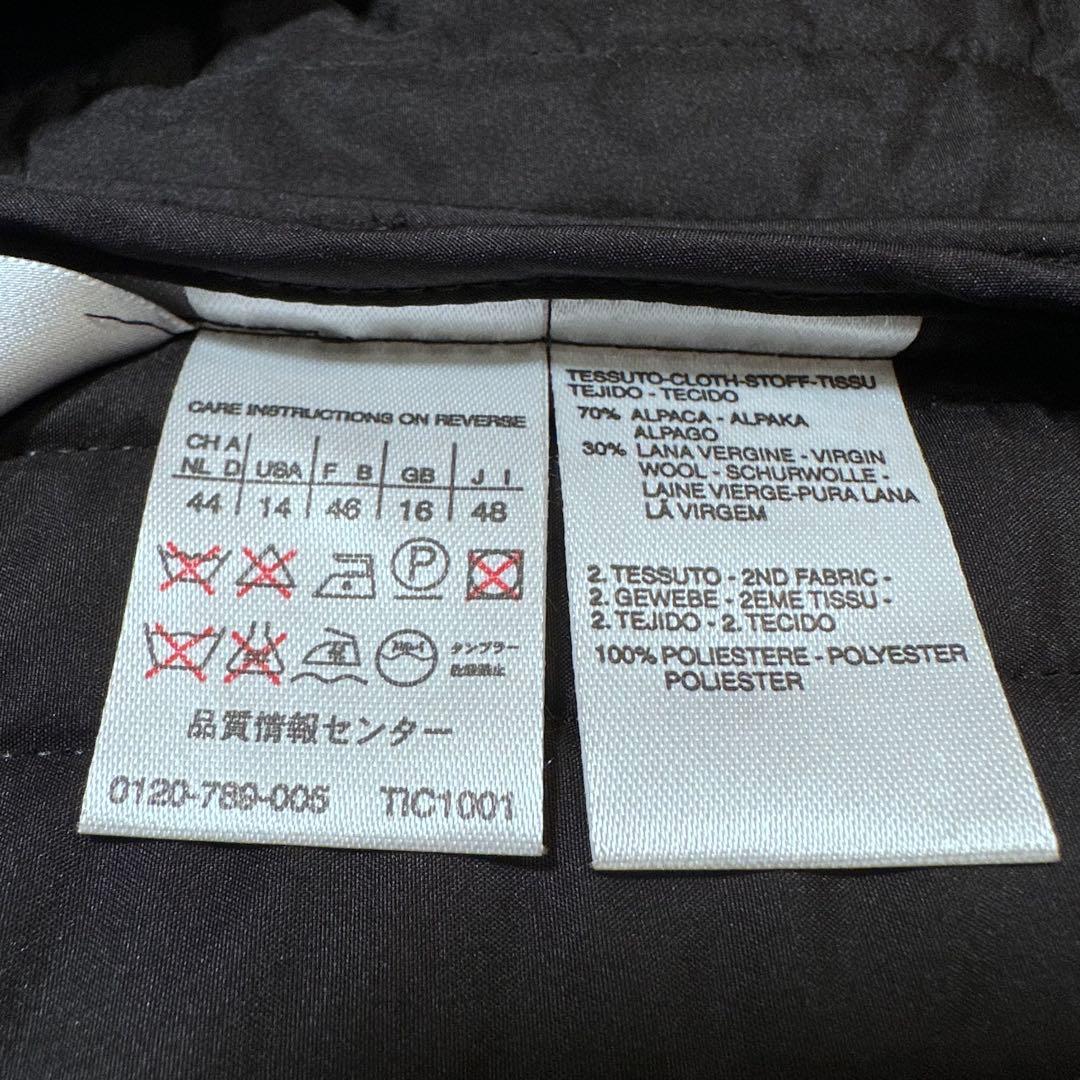 CARE INSTRUCTIONS ON REVERSE
CH A
NL D USA F B GB J I
44 14 46 16 48
P
タンブラー
乾燥禁止
品質情報センター
0120-789-005 TIC1001
TESSUTO-CLOTH-STOFF-TISSU
TEJIDO - TECIDO
70% ALPACA - ALPAKA
ALPAGO
30% LANA VERGINE - VIRGIN
WOOL - SCHURWOLLE -
LAINE VIERGE-PURA LANA
LÃ VIRGEM
2. TESSUTO - 2ND FABRIC -
2. GEWEBE - 2EME TISSU -
2. TEJIDO - 2. TECIDO
100% POLIESTERE - POLYESTER
POLIESTER